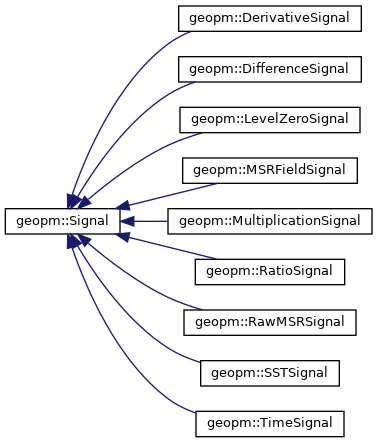 geopm::DerivativeSignal
geopm::DifferenceSignal
geopm::LevelZeroSignal
geopm::MSRFieldSignal
geopm::Signal
geopm::MultiplicationSignal
geopm::RatioSignal
geopm::RawMSRSignal
geopm::SSTSignal
geopm::TimeSignal